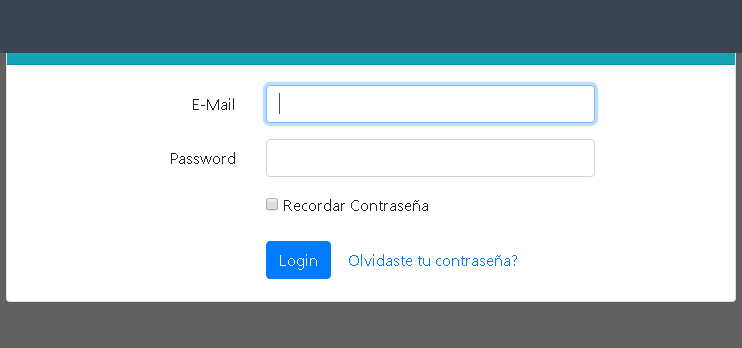 E-Mail
Password
Recordar Contraseña
Login Olvidaste tu contraseña?